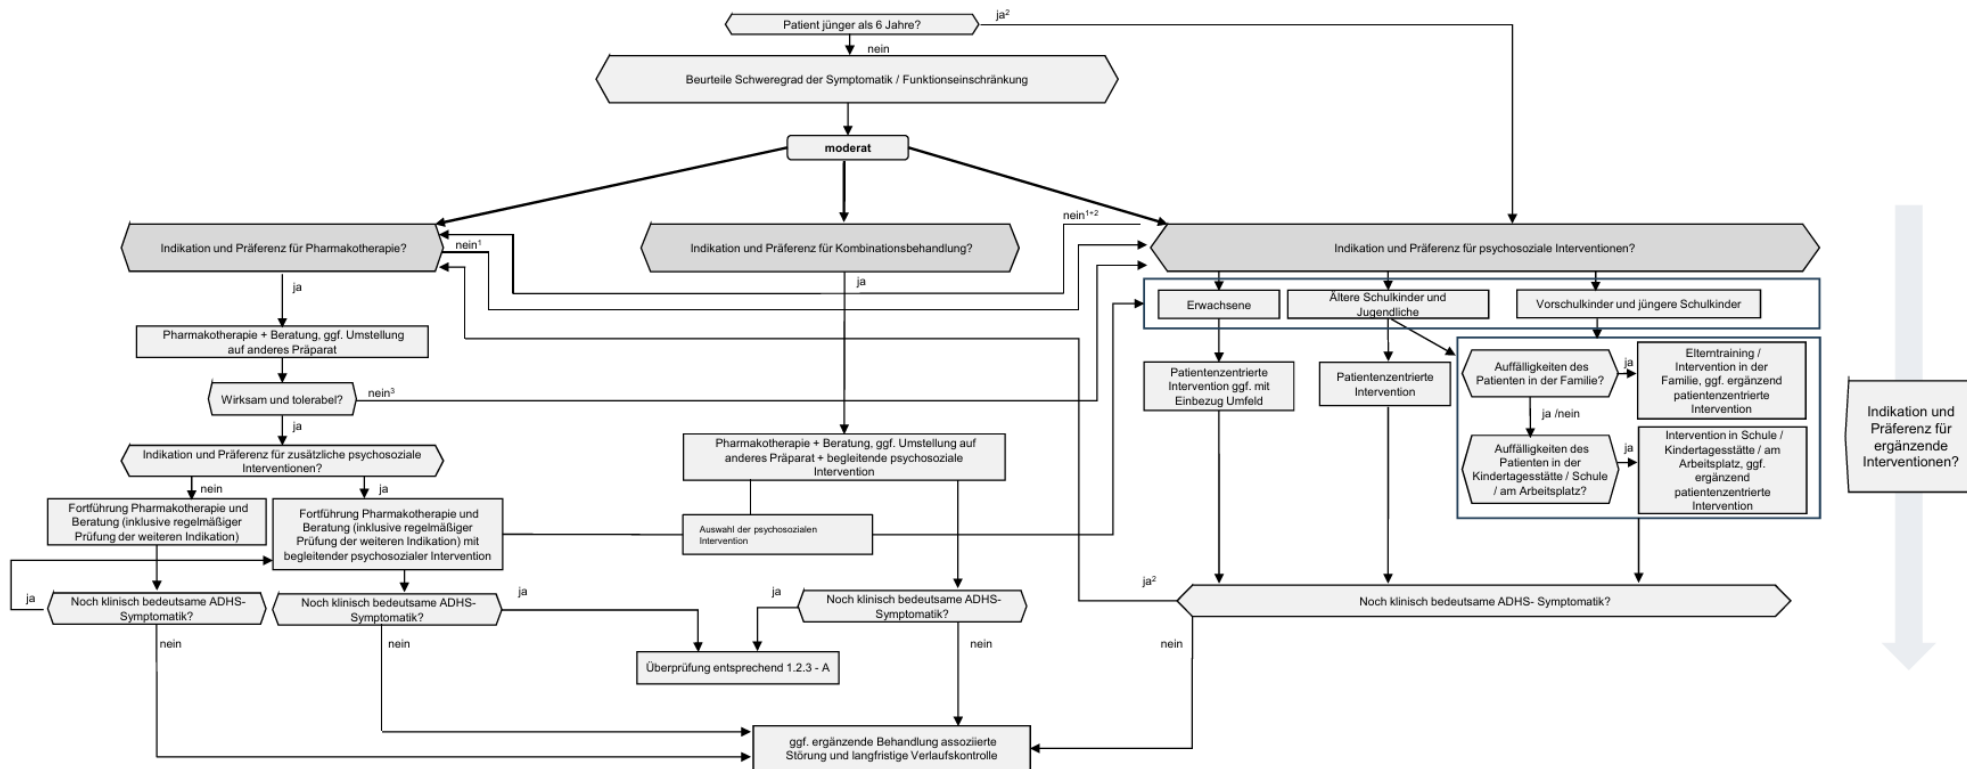 Patient jünger als 6 Jahre?
ja²
nein
Beurteile Schweregrad der Symptomatik / Funktionseinschränkung
moderat
Indikation und Präferenz für Pharmakotherapie?
nein¹
Indikation und Präferenz für Kombinationsbehandlung?
nein¹⁺²
Indikation und Präferenz für psychosoziale Interventionen?
ja
ja
Erwachsene
Ältere Schulkinder und
Jugendliche
Vorschulkinder und jüngere Schulkinder
Pharmakotherapie + Beratung, ggf. Umstellung
auf anderes Präparat
Wirksam und tolerabel?
nein³
ja
Patientenzentrierte
Intervention ggf. mit
Einbezug Umfeld
Patientenzentrierte
Intervention
Auffälligkeiten des
Patienten in der Familie?
ja
Elterntraining /
Intervention in der
Familie, ggf. ergänzend
patientenzentrierte
Intervention
ja /nein
Auffälligkeiten des
Patienten in der
Kindertagesstätte / Schule
/ am Arbeitsplatz?
ja
Intervention in Schule /
Kindertagesstätte / am
Arbeitsplatz, ggf.
ergänzend
patientenzentrierte
Intervention
Indikation und
Präferenz für
ergänzende
Interventionen?
Indikation und Präferenz für zusätzliche psychosoziale
Interventionen?
nein
ja
Pharmakotherapie + Beratung, ggf. Umstellung auf
anderes Präparat + begleitende psychosoziale
Intervention
Fortführung Pharmakotherapie und
Beratung (inklusive regelmäßiger
Prüfung der weiteren Indikation)
Fortführung Pharmakotherapie und
Beratung (inklusive regelmäßiger
Prüfung der weiteren Indikation) mit
begleitender psychosozialer Intervention
Auswahl der psychosozialen
Intervention
ja
Noch klinisch bedeutsame ADHS-
Symptomatik?
Noch klinisch bedeutsame ADHS-
Symptomatik?
ja
ja
Noch klinisch bedeutsame ADHS-
Symptomatik?
ja²
Noch klinisch bedeutsame ADHS- Symptomatik?
nein
nein
nein
nein
Überprüfung entsprechend 1.2.3 - A
ggf. ergänzende Behandlung assoziierte
Störung und langfristige Verlaufskontrolle